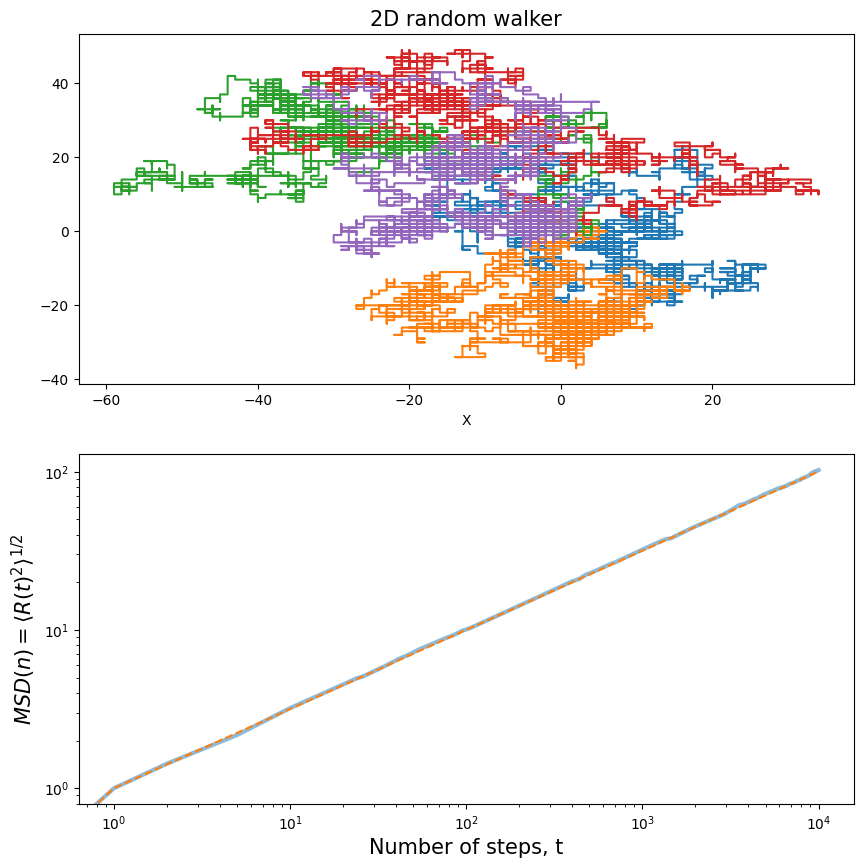 2D random walker
40
20
0
−20
−40
−60 −40 −20 0 20
X
10²
10¹
10⁰
MSD(n) = ⟨R(t)²⟩^{1/2}
10⁰ 10¹ 10² 10³ 10⁴
Number of steps, t